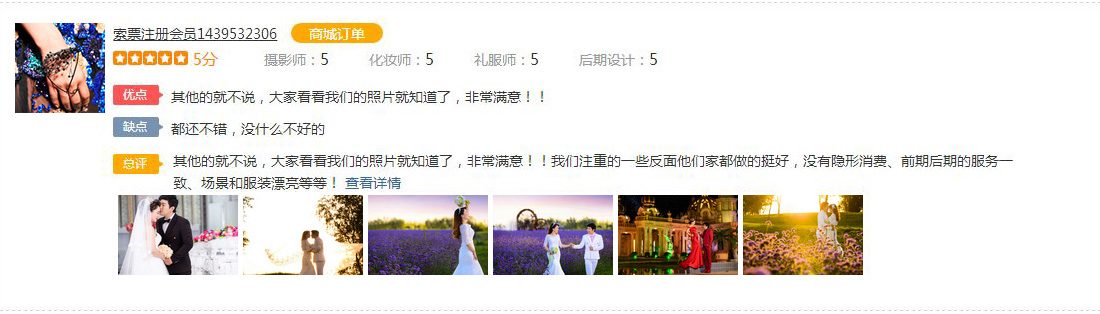 索票注册会员1439532306 商城订单
5分 摄影师：5 化妆师：5 礼服师：5 后期设计：5
优点 其他的就不说，大家看看我们的照片就知道了，非常满意！！
缺点 都还不错，没什么不好的
总评 其他的就不说，大家看看我们的照片就知道了，非常满意！！我们注重的一些反面他们家都做的挺好，没有隐形消费、前期后期的服务一
致、场景和服装漂亮等等！ 查看详情